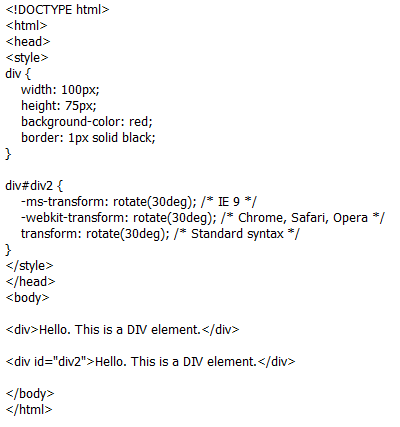 <!DOCTYPE html>
<html>
<head>
<style>
div {
    width: 100px;
    height: 75px;
    background-color: red;
    border: 1px solid black;
}

div#div2 {
    -ms-transform: rotate(30deg); /* IE 9 */
    -webkit-transform: rotate(30deg); /* Chrome, Safari, Opera */
    transform: rotate(30deg); /* Standard syntax */
}
</style>
</head>
<body>

<div>Hello. This is a DIV element.</div>

<div id="div2">Hello. This is a DIV element.</div>

</body>
</html>